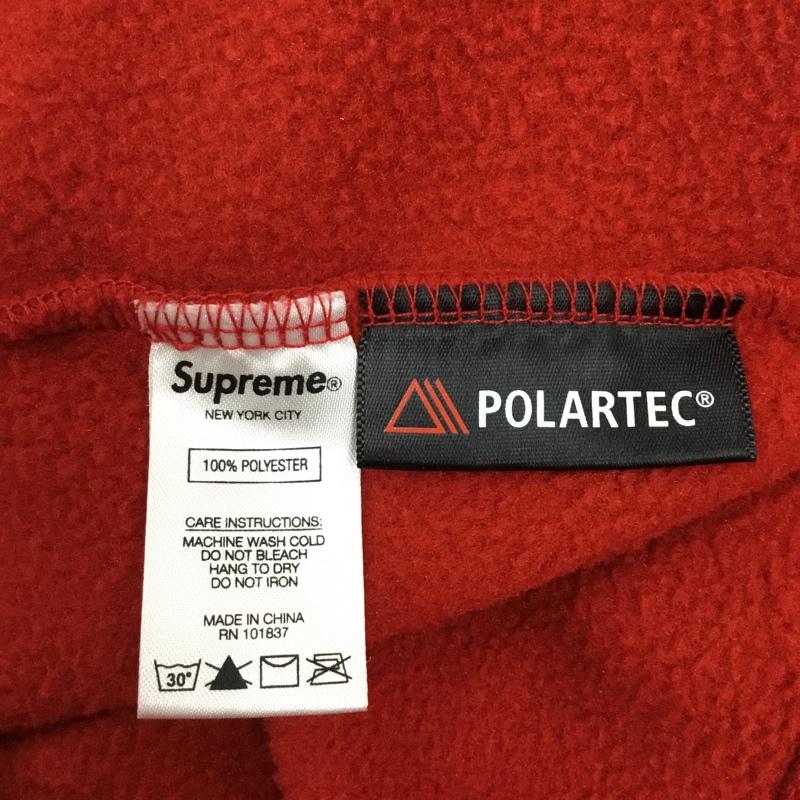 Supreme®
NEW YORK CITY
100% POLYESTER
CARE INSTRUCTIONS:
MACHINE WASH COLD
DO NOT BLEACH
HANG TO DRY
DO NOT IRON
MADE IN CHINA
RN 101837
30°
POLARTEC®